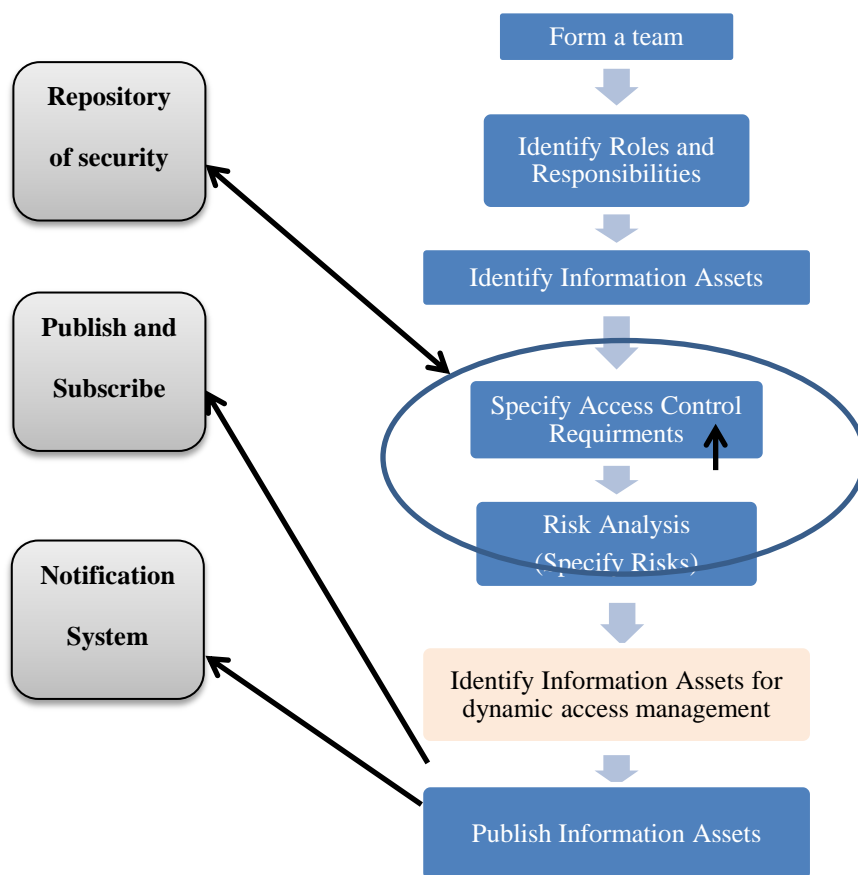 Form a team
Repository
of security
Identify Roles and
Responsibilities
Identify Information Assets
Publish and
Subscribe
Specify Access Control
Requirments
Risk Analysis
(Specify Risks)
Notification
System
Identify Information Assets for
dynamic access management
Publish Information Assets